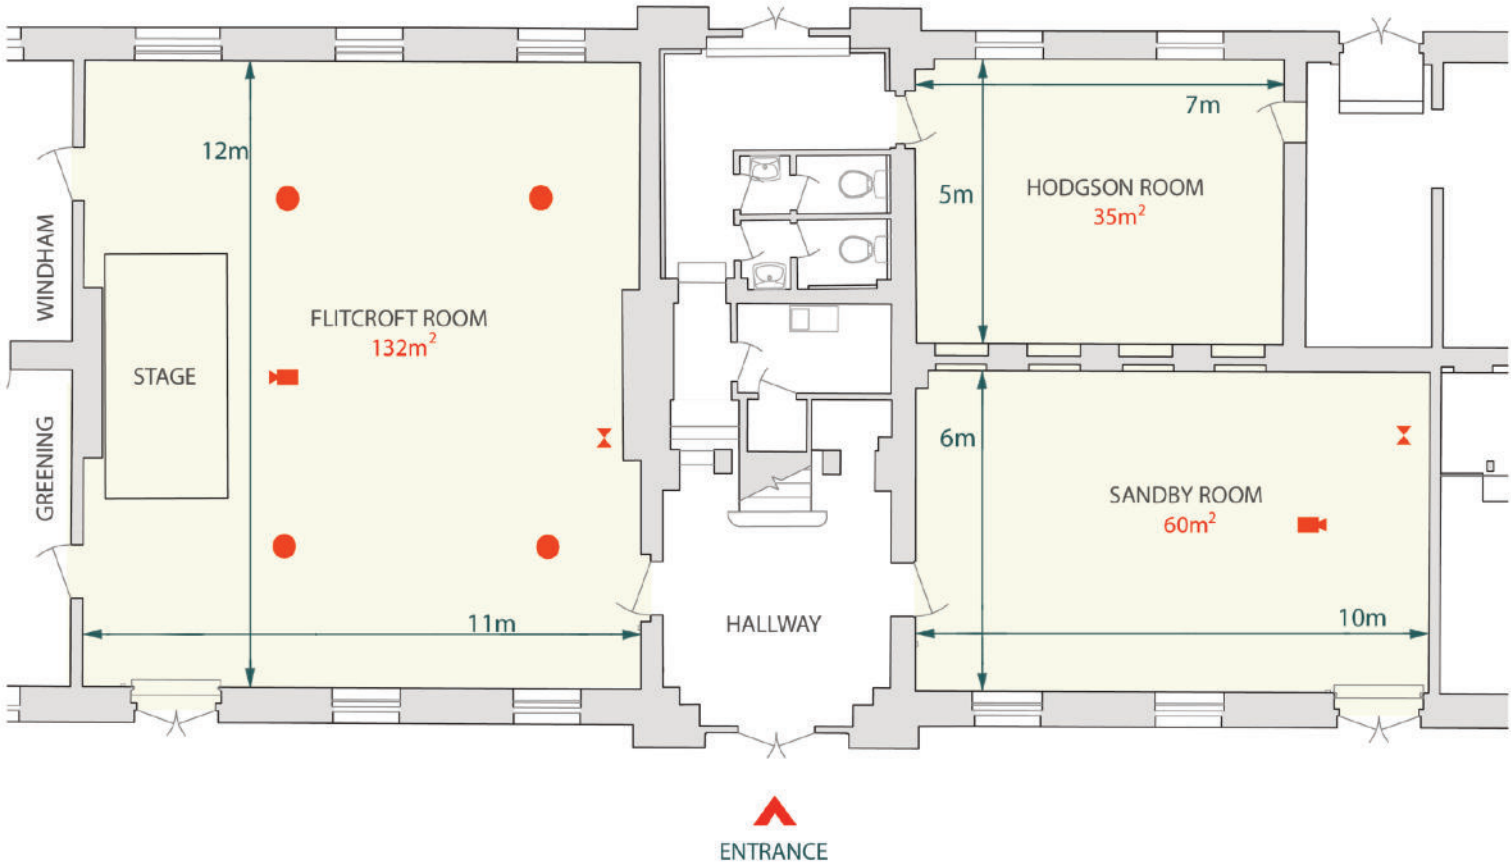 12m
7m
5m
HODGSON ROOM
35m²
WINDHAM
FLITCROFT ROOM
132m²
STAGE
GREENING
6m
SANDBY ROOM
60m²
11m
HALLWAY
10m
ENTRANCE